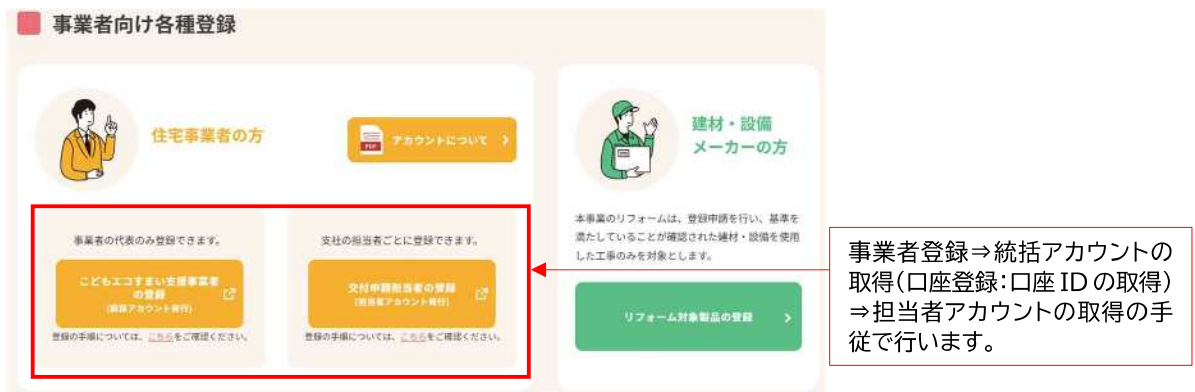 事業者向け各種登録
住宅事業者の方
PDF
アカウントについて
事業者の代表のみ登録できます。
こどもエコすまい支援事業者
の登録
(統括アカウント発行)
登録の手順については、こちらをご確認ください。
支社の担当者ごとに登録できます。
交付申請担当者の登録
(担当者アカウント発行)
登録の手順については、こちらをご確認ください。
建材・設備
メーカーの方
本事業のリフォームは、登録申請を行い、基準を
満たしていることが確認された建材・設備を使用
した工事のみを対象とします。
リフォーム対象製品の登録
事業者登録⇒統括アカウントの
取得(口座登録:口座 ID の取得)
⇒担当者アカウントの取得の手
従で行います。